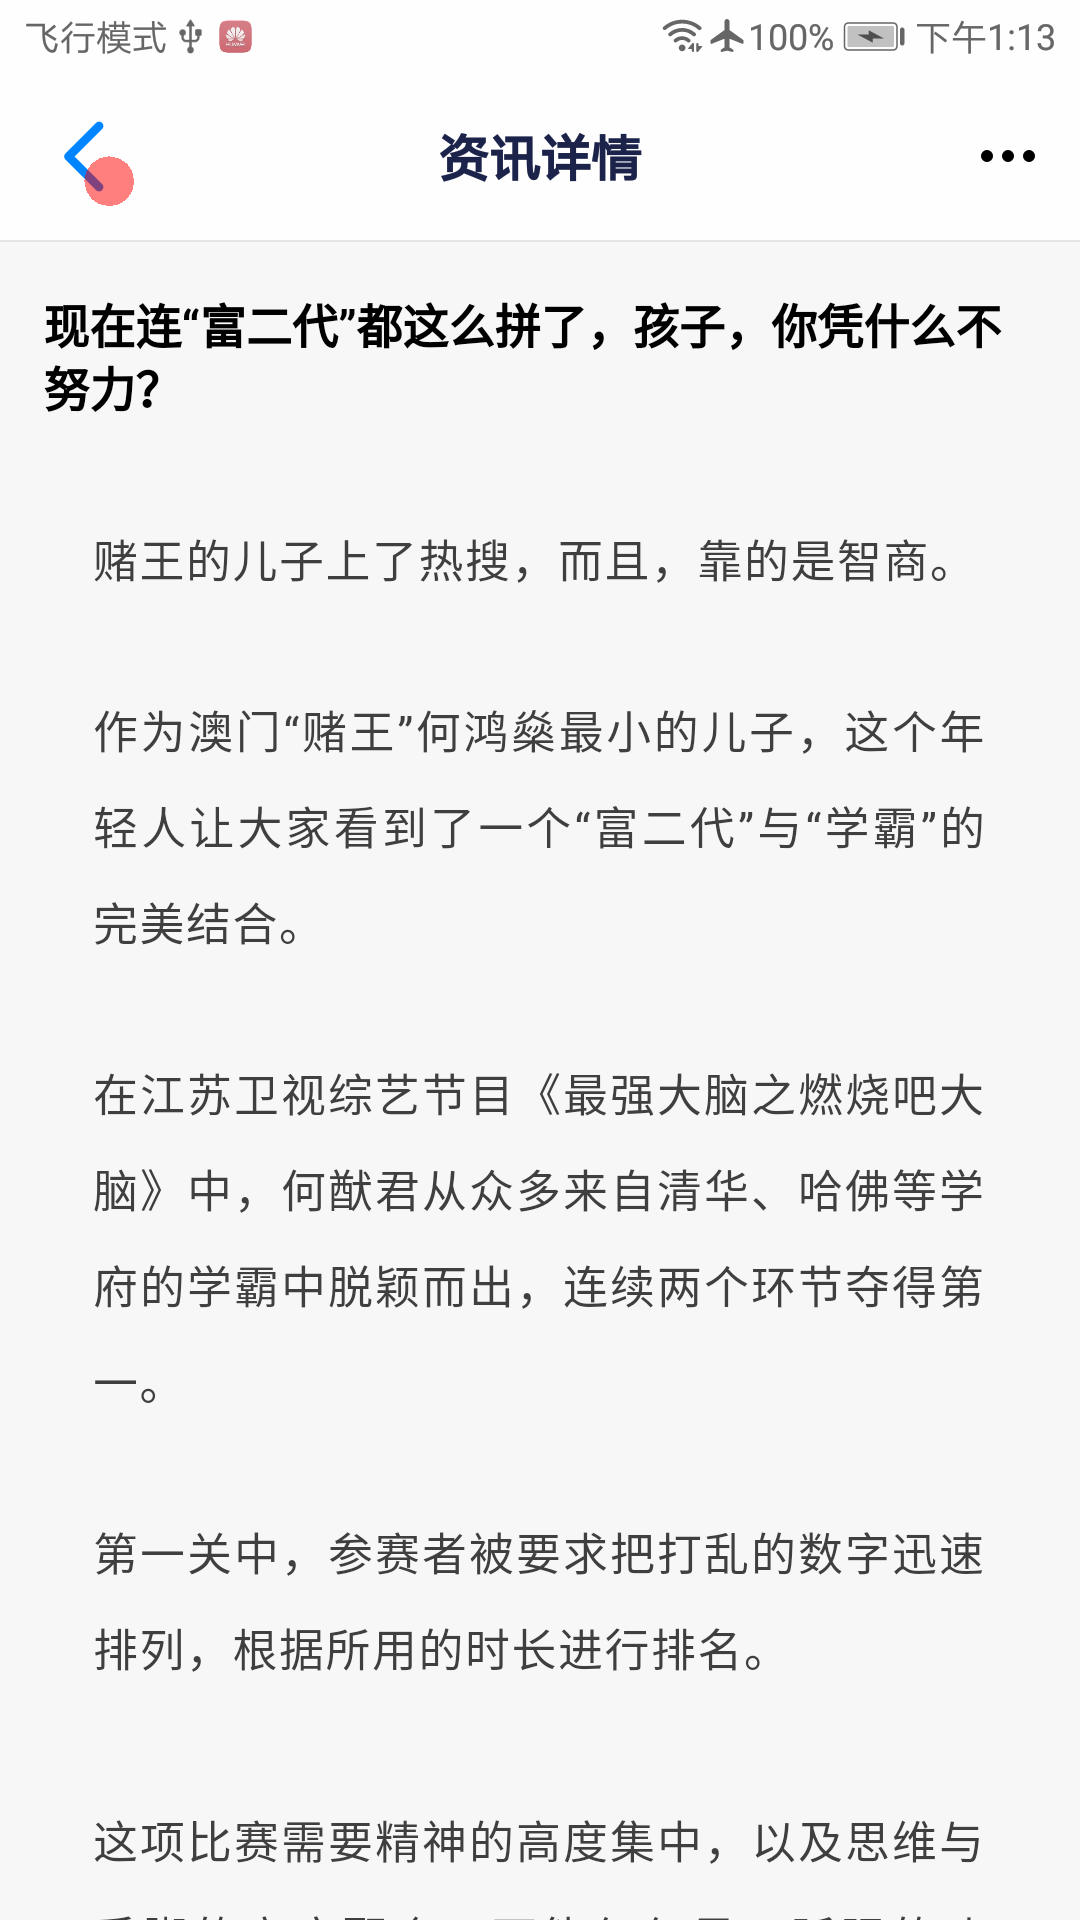 飞行模式 100% 下午1:13
资讯详情
现在连“富二代”都这么拼了，孩子，你凭什么不
努力？
赌王的儿子上了热搜，而且，靠的是智商。
作为澳门“赌王”何鸿燊最小的儿子，这个年
轻人让大家看到了一个“富二代”与“学霸”的
完美结合。
在江苏卫视综艺节目《最强大脑之燃烧吧大
脑》中，何猷君从众多来自清华、哈佛等学
府的学霸中脱颖而出，连续两个环节夺得第
一。
第一关中，参赛者被要求把打乱的数字迅速
排列，根据所用的时长进行排名。
这项比赛需要精神的高度集中，以及思维与